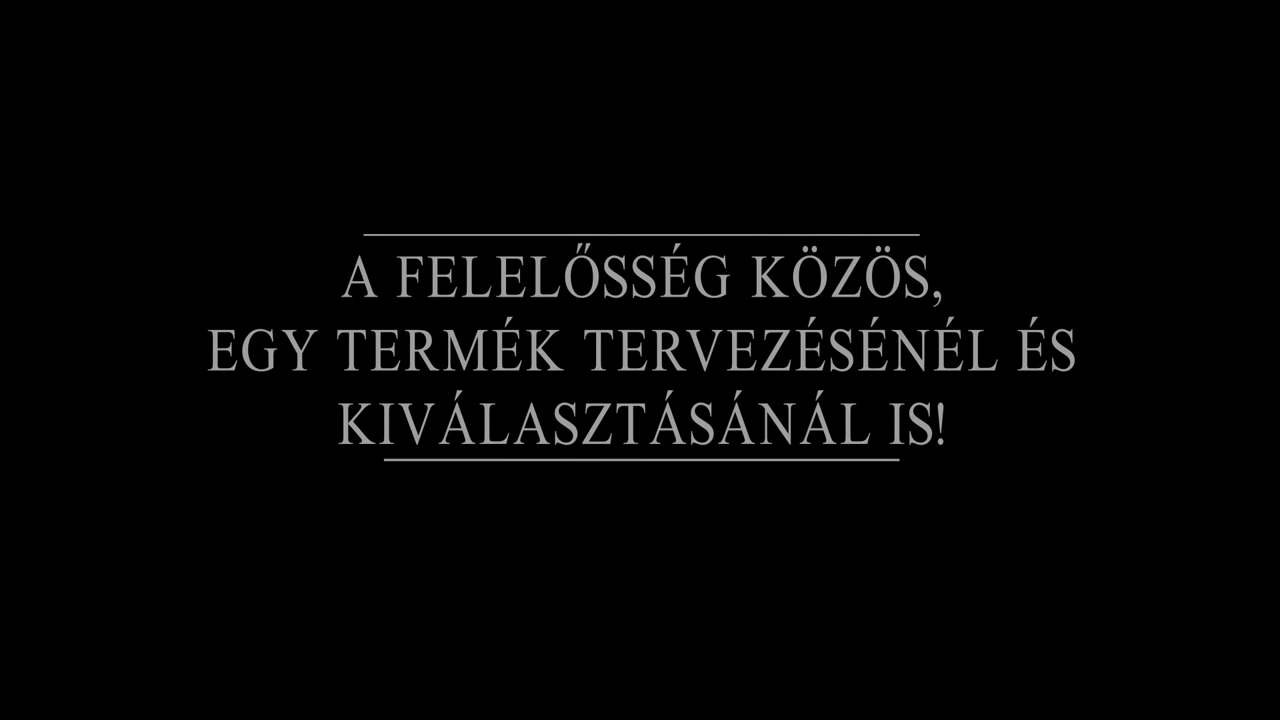 A FELELŐSSÉG KÖZÖS,
EGY TERMÉK TERVEZÉSÉNÉL ÉS
KIVÁLASZTÁSÁNÁL IS!